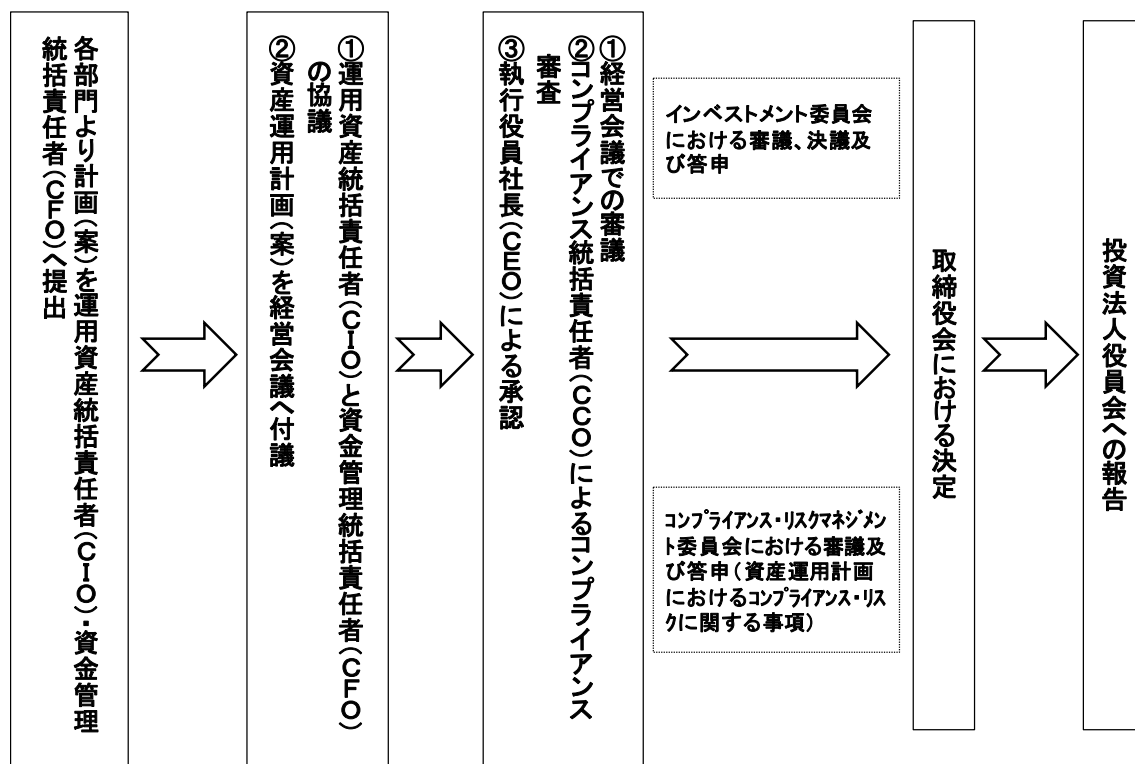 各部門より計画(案)を運用資産統括責任者(CIO)・資金管理
統括責任者(CFO)へ提出
①運用資産統括責任者(CIO)と資金管理統括責任者(CFO)
の協議
②資産運用計画(案)を経営会議へ付議
①経営会議での審議
②コンプライアンス統括責任者(CCO)によるコンプライアンス
審査
③執行役員社長(CEO)による承認
インベストメント委員会
における審議、決議及
び答申
コンプライアンス・リスクマネジメン
ト委員会における審議及
び答申(資産運用計画
におけるコンプライアンス・リス
クに関する事項)
取締役会における決定
投資法人役員会への報告